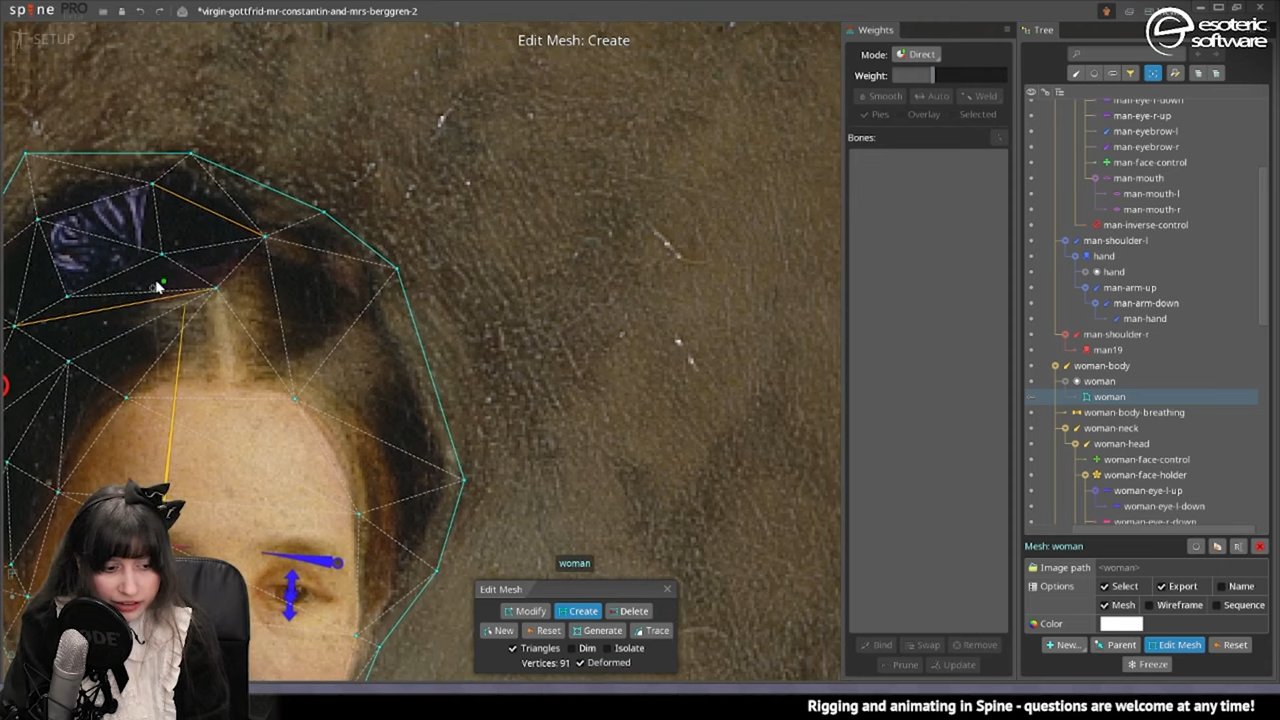 spine PRO
*virgin-gottfrid-mr-constantin-and-mrs-berggren-2
SETUP
Edit Mesh: Create
esoteric
software
Weights
Mode: Direct
Weight:
Smooth Auto Weld
Pies Overlay Selected
Bones:
Bind Swap Remove
Prune Update
Tree
man-eye-r-down
man-eye-r-up
man-eyebrow-l
man-eyebrow-r
man-face-control
man-mouth
man-mouth-l
man-mouth-r
man-inverse-control
man-shoulder-l
hand
hand
man-arm-up
man-arm-down
man-hand
man-shoulder-r
man19
woman-body
woman
woman
woman-body-breathing
woman-neck
woman-head
woman-face-control
woman-face-holder
woman-eye-l-up
woman-eye-l-down
woman-eye-r-down
Mesh: woman
Image path <woman>
Options Select Export Name
Mesh Wireframe Sequence
Color
New... Parent Edit Mesh Reset
Freeze
woman
Edit Mesh
Modify Create Delete
New Reset Generate Trace
Triangles Dim Isolate
Vertices: 91 Deformed
Rigging and animating in Spine - questions are welcome at any time!